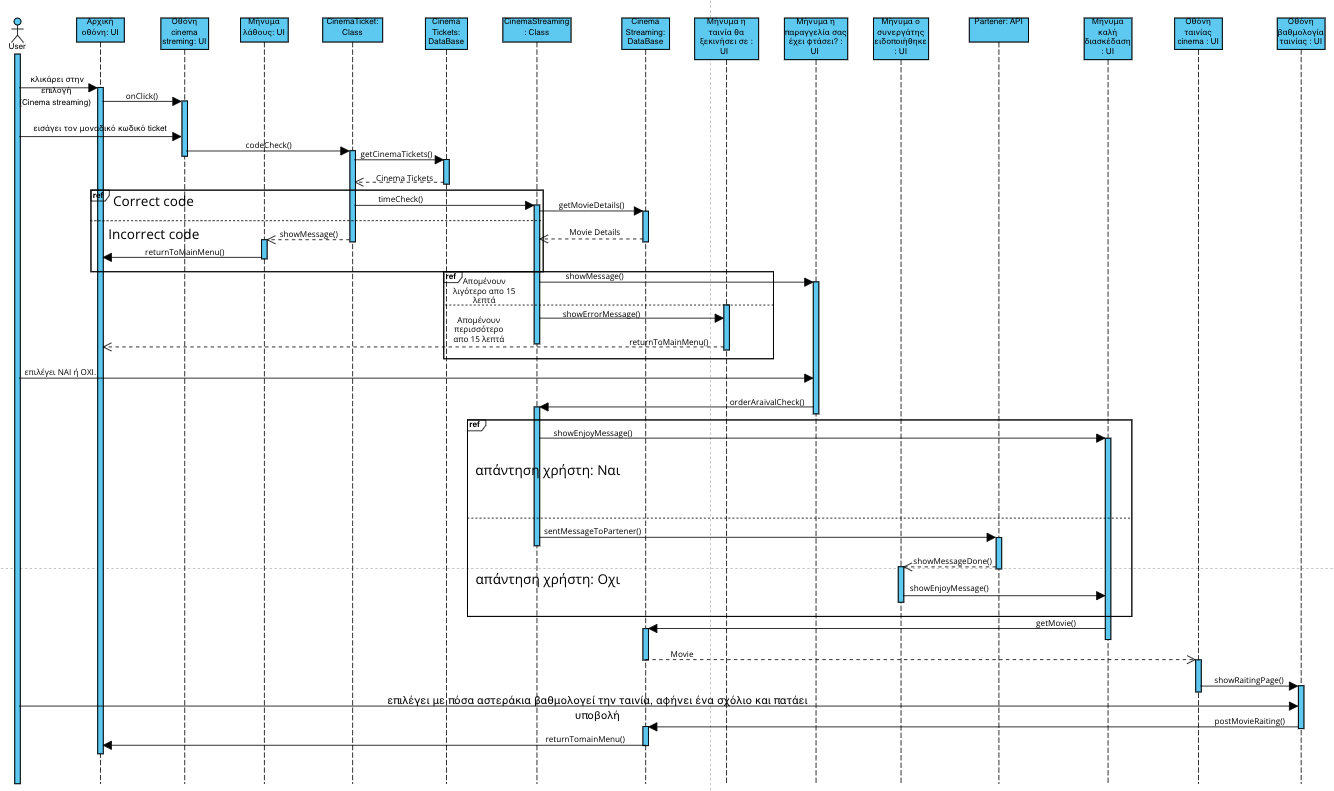 User
Αρχική
οθόνη: UI
Οθόνη
cinema
streming: UI
Μήνυμα
λάθους: UI
CinemaTicket:
Class
Cinema
Tickets:
DataBase
CinemaStreaming
: Class
Cinema
Streaming:
DataBase
Μήνυμα η
ταινία θα
ξεκινήσει σε :
UI
Μήνυμα η
παραγγελία σας
έχει φτάσει? :
UI
Μήνυμα ο
συνεργάτης
ειδοποιήθηκε
: UI
Partener: API
Μήνυμα
καλή
διασκέδαση
: UI
Οθόνη
ταινίας
cinema : UI
Οθόνη
βαθμολογία
ταινίας : UI
κλικάρει στην
επιλογή
(Cinema streaming)
onClick()
εισάγει τον μοναδικό κωδικό ticket
codeCheck()
getCinemaTickets()
Cinema Tickets
ref
Correct code
timeCheck()
getMovieDetails()
Incorrect code
showMessage()
Movie Details
returnToMainMenu()
ref
Απομένουν
λιγότερο απο 15
λεπτά
showMessage()
Απομένουν
περισσότερο
απο 15 λεπτά
showErrorMessage()
returnToMainMenu()
επιλέγει ΝΑΙ ή ΟΧΙ.
orderAraivalCheck()
ref
showEnjoyMessage()
απάντηση χρήστη: Ναι
sentMessageToPartener()
showMessageDone()
απάντηση χρήστη: Οχι
showEnjoyMessage()
getMovie()
Movie
showRaitingPage()
επιλέγει με πόσα αστεράκια βαθμολογεί την ταινία, αφήνει ένα σχόλιο και πατάει
υποβολή
postMovieRaiting()
returnTomainMenu()